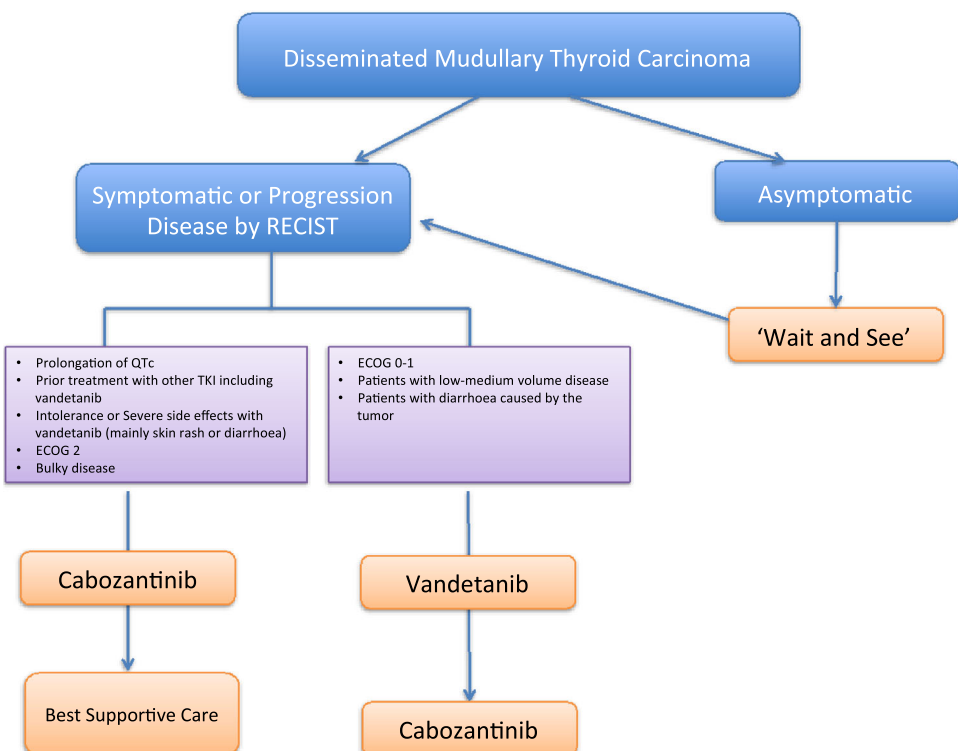 Disseminated Mudullary Thyroid Carcinoma
Symptomatic or Progression
Disease by RECIST
Asymptomatic
‘Wait and See’
• Prolongation of QTc
• Prior treatment with other TKI including
vandetanib
• Intolerance or Severe side effects with
vandetanib (mainly skin rash or diarrhoea)
• ECOG 2
• Bulky disease
• ECOG 0-1
• Patients with low-medium volume disease
• Patients with diarrhoea caused by the
tumor
Cabozantinib
Vandetanib
Best Supportive Care
Cabozantinib